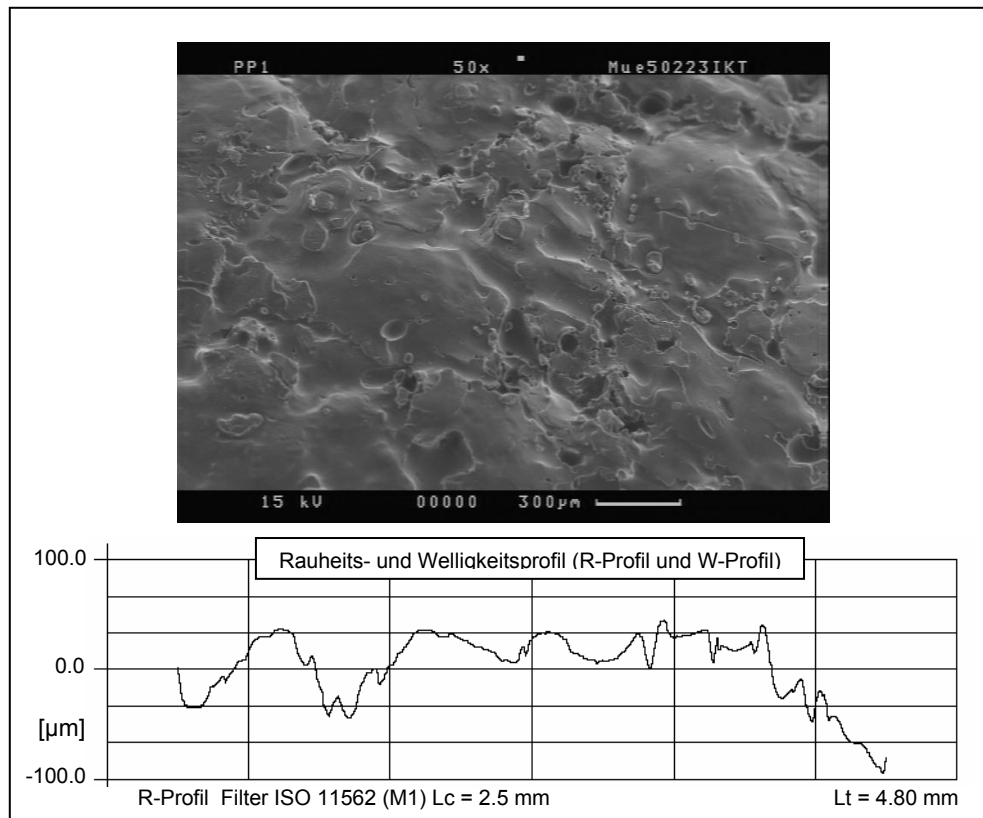 PP1 50x Mue50223IKT
15 kV 00000 300µm
Rauheits- und Welligkeitsprofil (R-Profil und W-Profil)
100.0
0.0
[µm]
-100.0
R-Profil Filter ISO 11562 (M1) Lc = 2.5 mm Lt = 4.80 mm